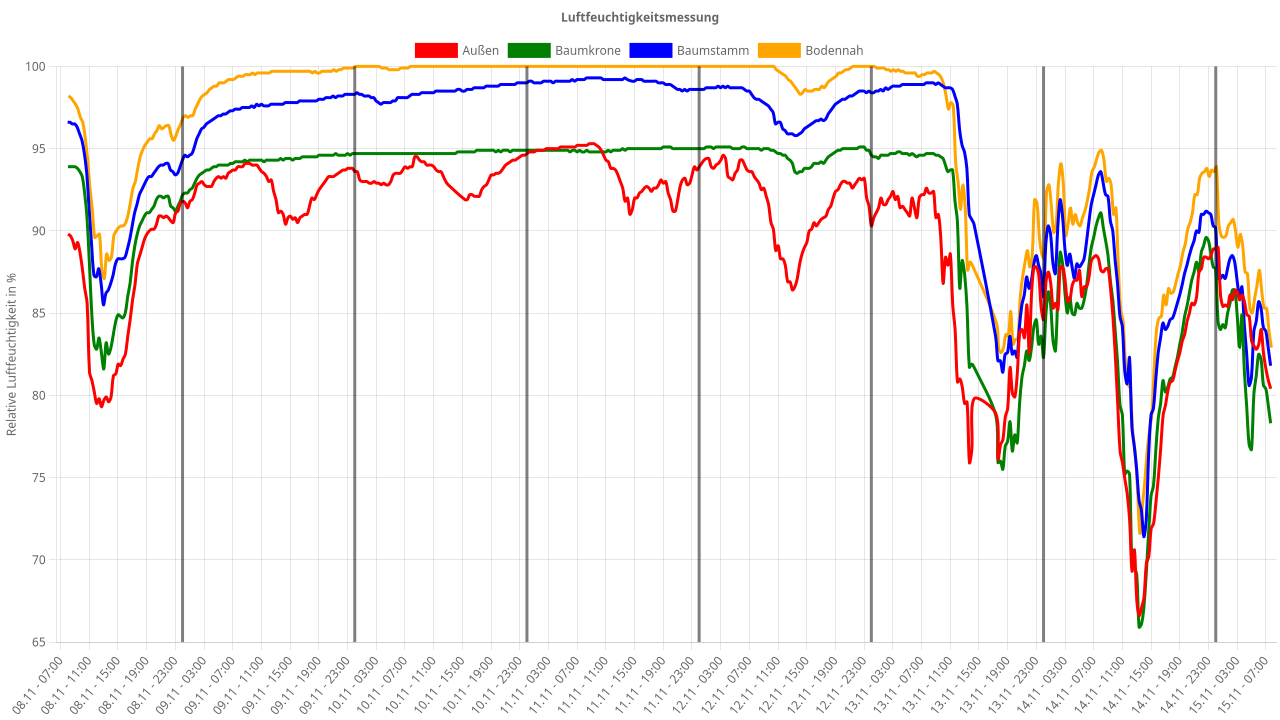 Luftfeuchtigkeitsmessung
Außen Baumkrone Baumstamm Bodennah
Relative Luftfeuchtigkeit in %
100
95
90
85
80
75
70
65
08.11 - 07:00
08.11 - 11:00
08.11 - 15:00
08.11 - 19:00
08.11 - 23:00
09.11 - 03:00
09.11 - 07:00
09.11 - 11:00
09.11 - 15:00
09.11 - 19:00
09.11 - 23:00
10.11 - 03:00
10.11 - 07:00
10.11 - 11:00
10.11 - 15:00
10.11 - 19:00
10.11 - 23:00
11.11 - 03:00
11.11 - 07:00
11.11 - 11:00
11.11 - 15:00
11.11 - 19:00
11.11 - 23:00
12.11 - 03:00
12.11 - 07:00
12.11 - 11:00
12.11 - 15:00
12.11 - 19:00
12.11 - 23:00
13.11 - 03:00
13.11 - 07:00
13.11 - 11:00
13.11 - 15:00
13.11 - 19:00
13.11 - 23:00
14.11 - 03:00
14.11 - 07:00
14.11 - 11:00
14.11 - 15:00
14.11 - 19:00
14.11 - 23:00
15.11 - 03:00
15.11 - 07:00